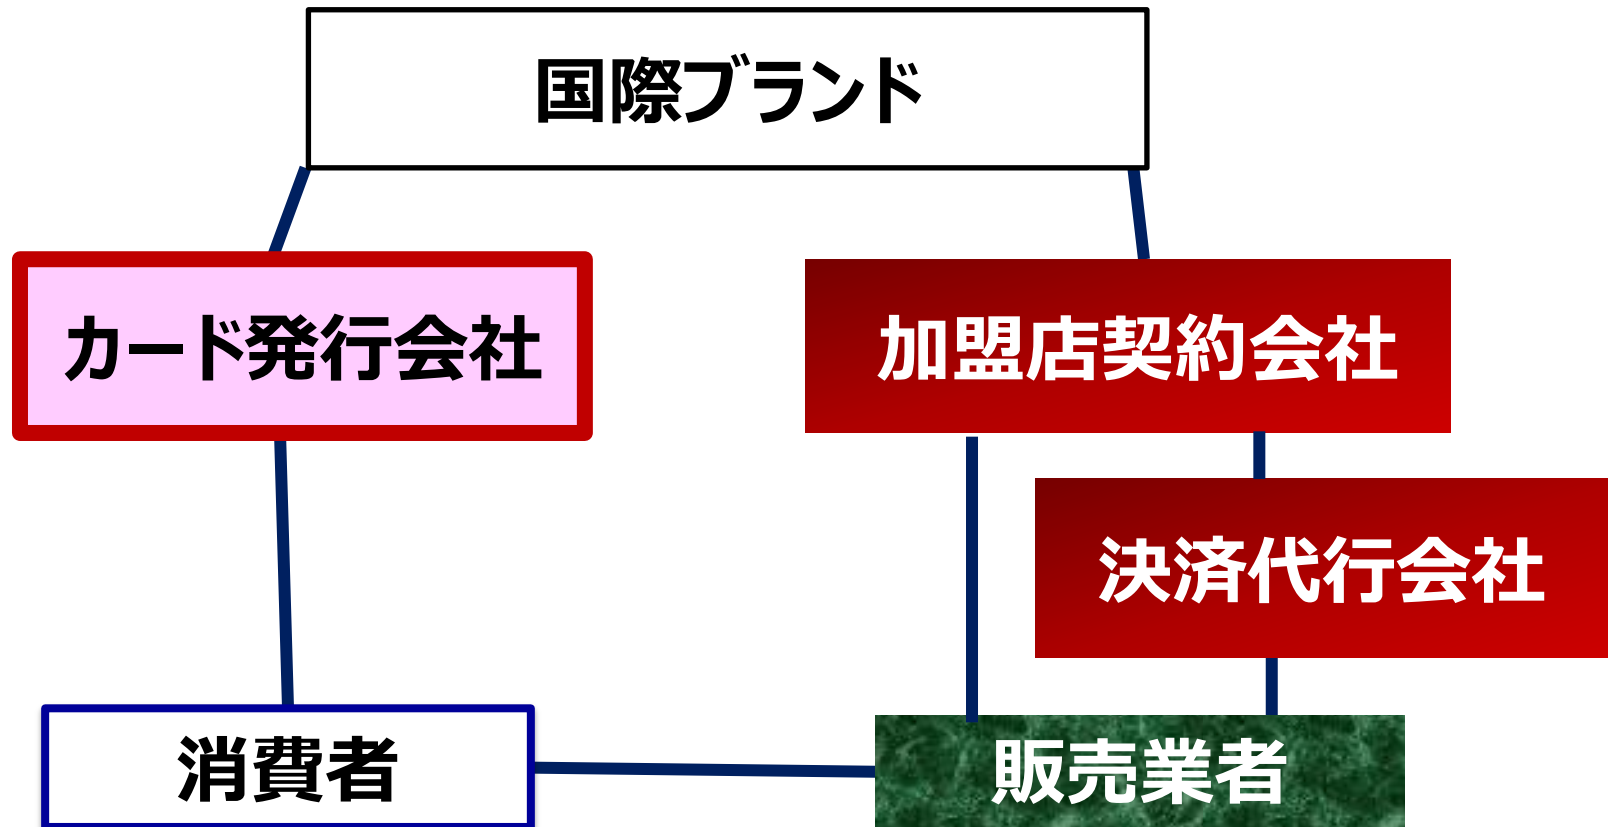 国際ブランド
カード発行会社
加盟店契約会社
決済代行会社
消費者
販売業者